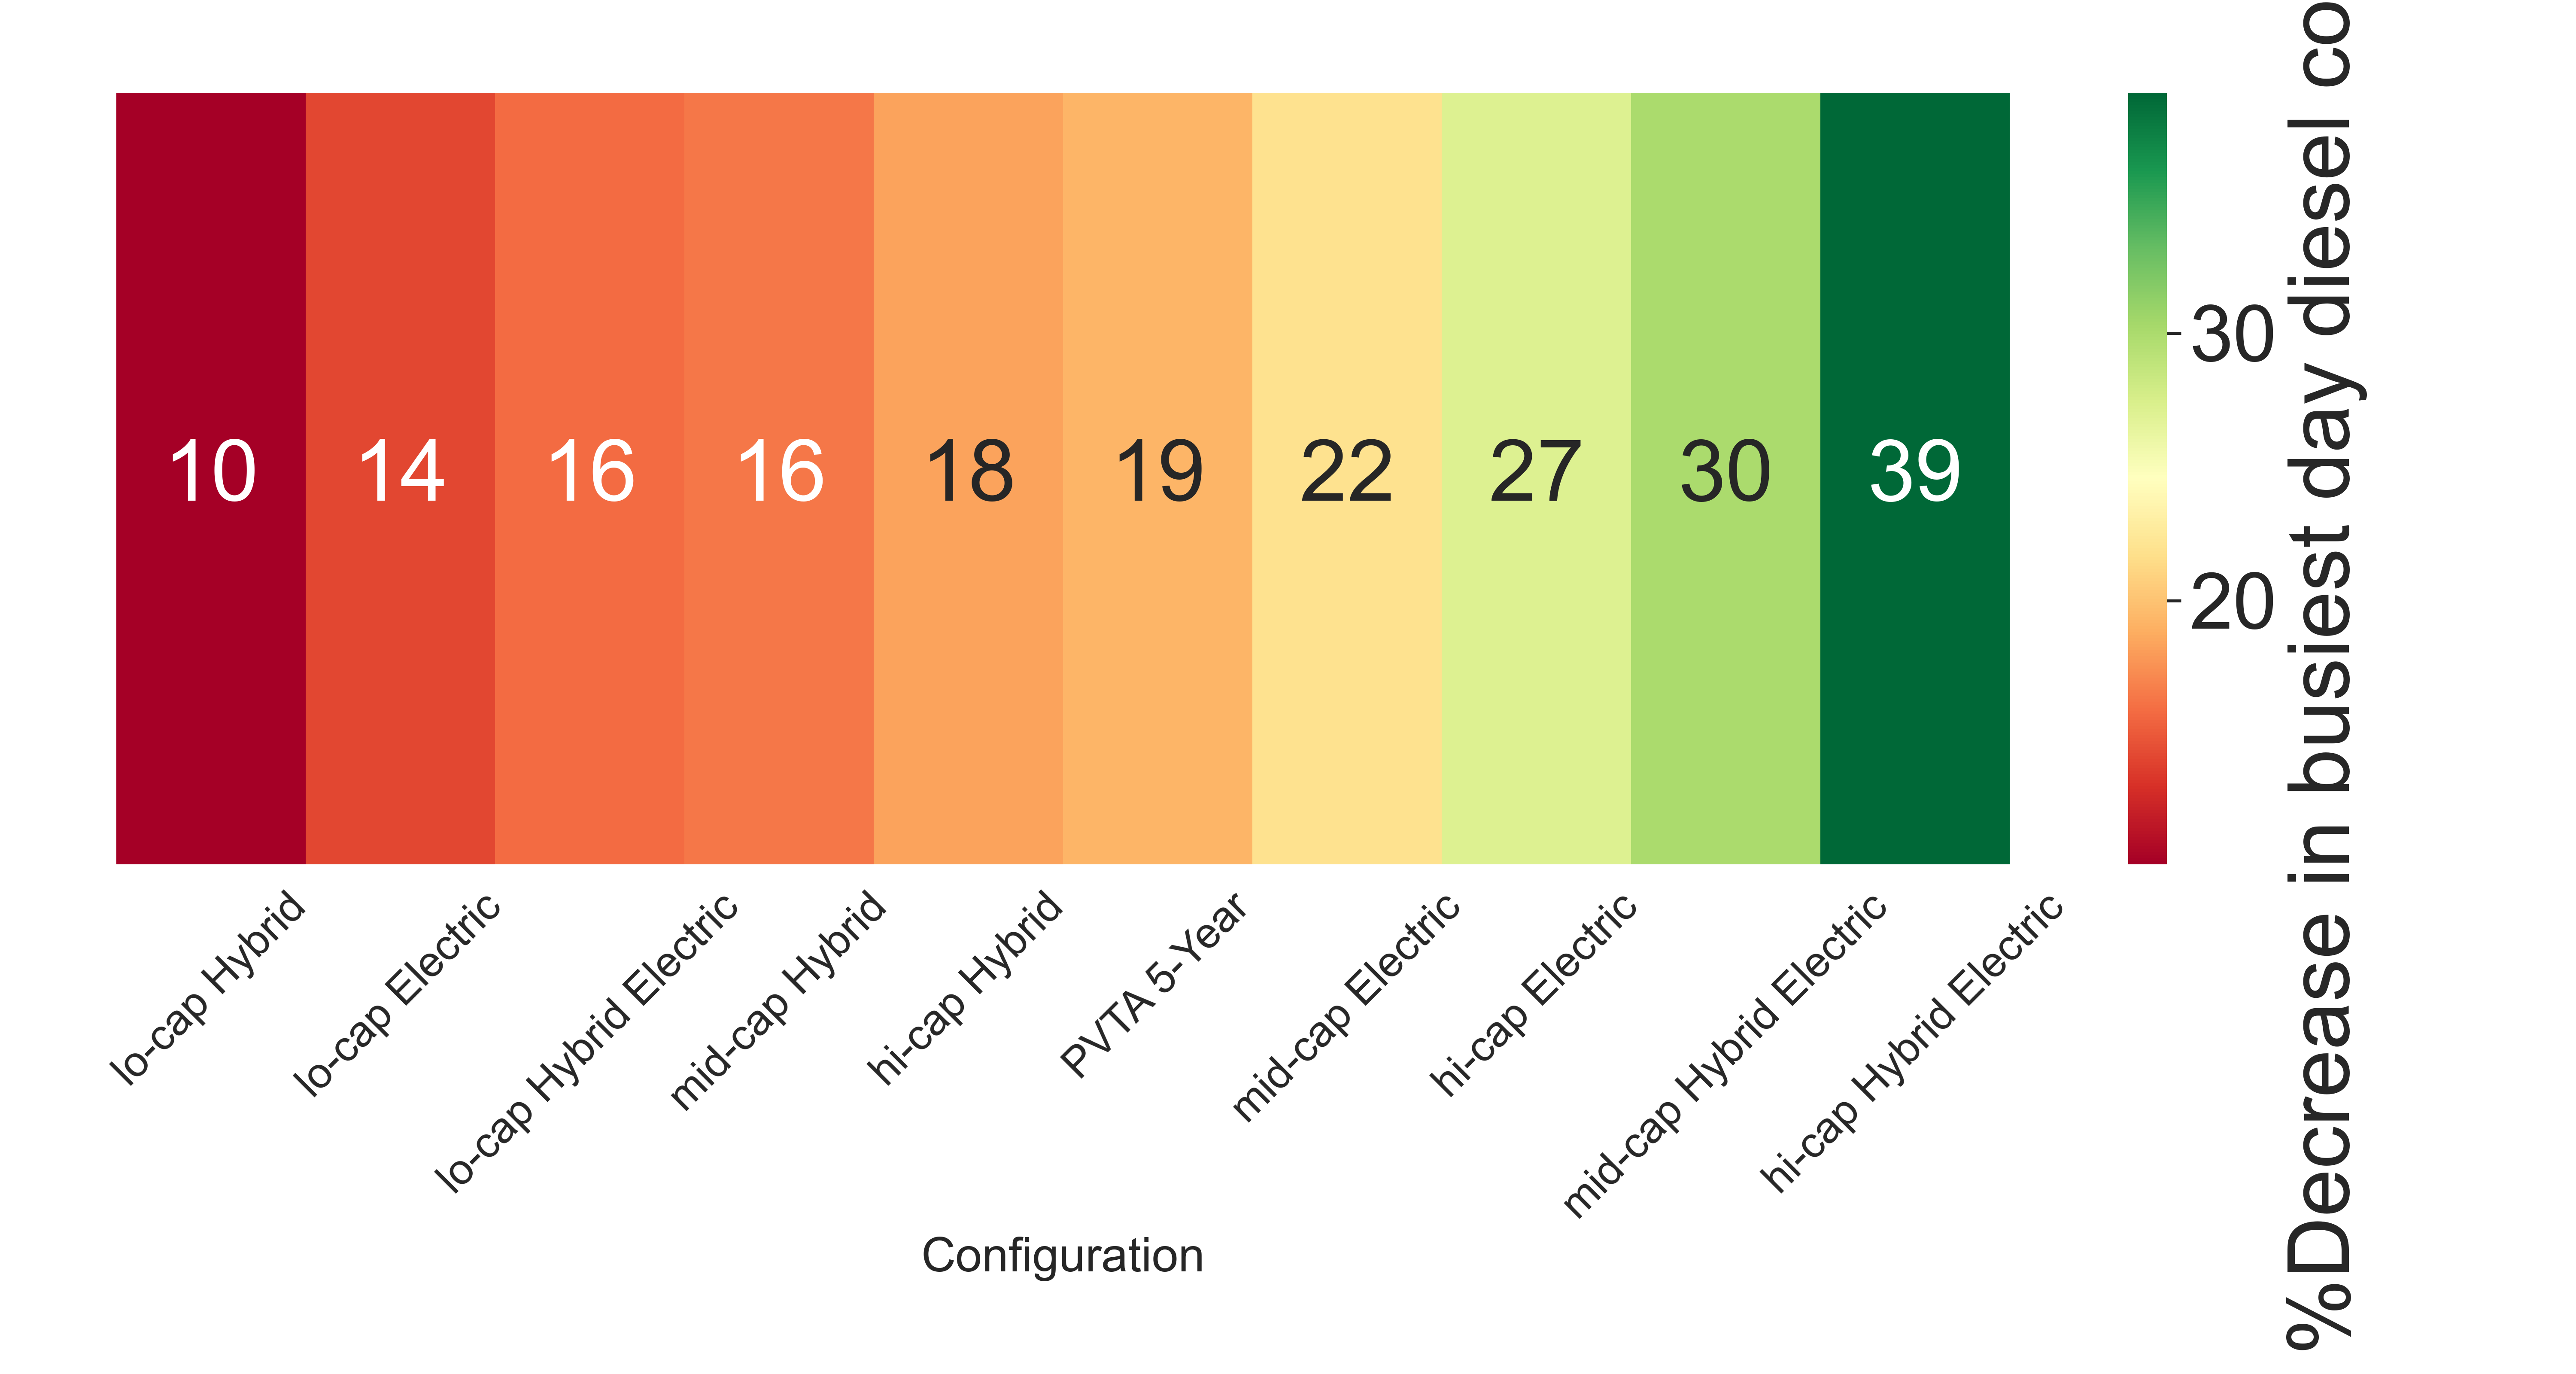 10 14 16 16 18 19 22 27 30 39
lo-cap Hybrid
lo-cap Electric
lo-cap Hybrid Electric
mid-cap Hybrid
hi-cap Hybrid
PVTA 5-Year
mid-cap Electric
hi-cap Electric
mid-cap Hybrid Electric
hi-cap Hybrid Electric
Configuration
30
20
%Decrease in busiest day diesel co